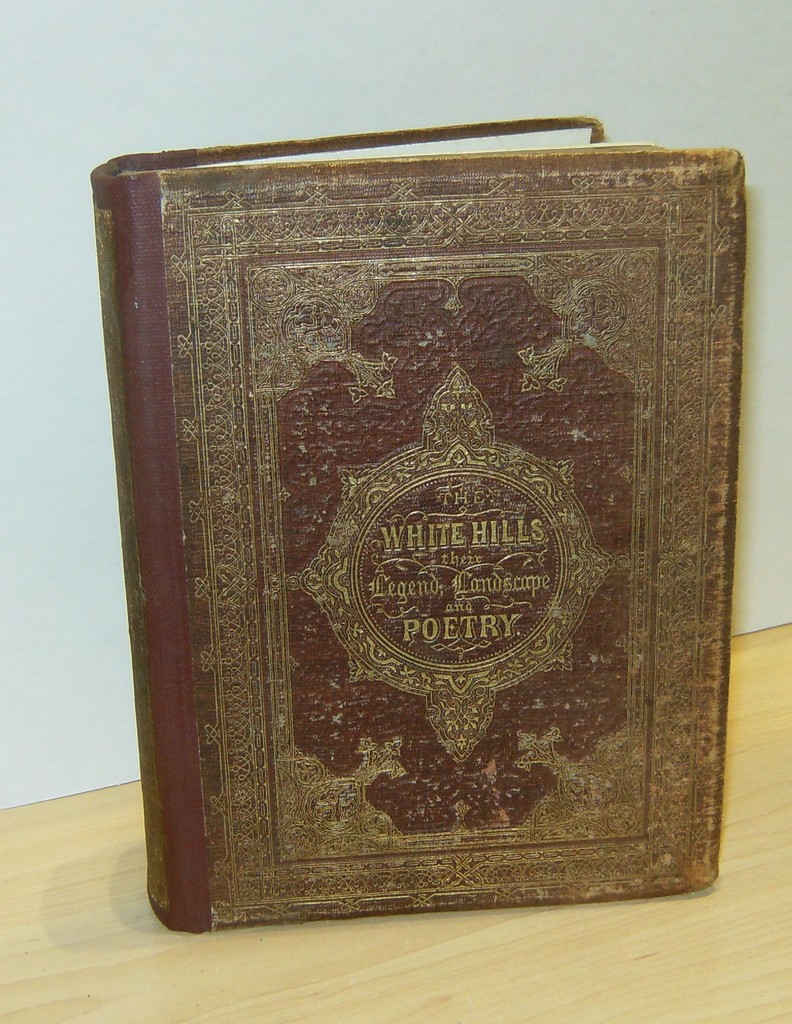 THE
WHITE HILLS
their
Legend, Landscape
and
POETRY.